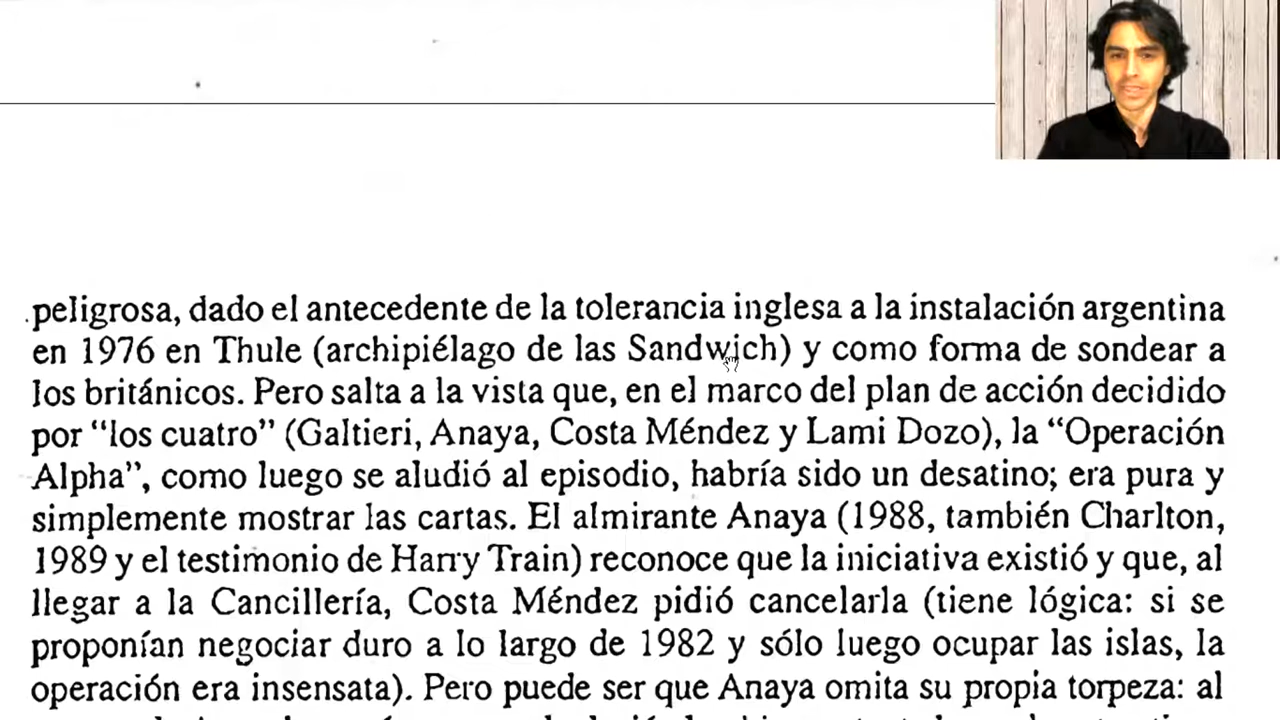 peligrosa, dado el antecedente de la tolerancia inglesa a la instalación argentina
en 1976 en Thule (archipiélago de las Sandwich) y como forma de sondear a
los británicos. Pero salta a la vista que, en el marco del plan de acción decidido
por “los cuatro” (Galtieri, Anaya, Costa Méndez y Lami Dozo), la “Operación
Alpha”, como luego se aludió al episodio, habría sido un desatino; era pura y
simplemente mostrar las cartas. El almirante Anaya (1988, también Charlton,
1989 y el testimonio de Harry Train) reconoce que la iniciativa existió y que, al
llegar a la Cancillería, Costa Méndez pidió cancelarla (tiene lógica: si se
proponían negociar duro a lo largo de 1982 y sólo luego ocupar las islas, la
operación era insensata). Pero puede ser que Anaya omita su propia torpeza: al